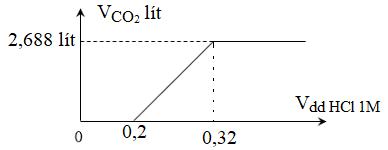 V_CO₂ lít
2,688 lít
V_dd HCl 1M
0
0,2
0,32